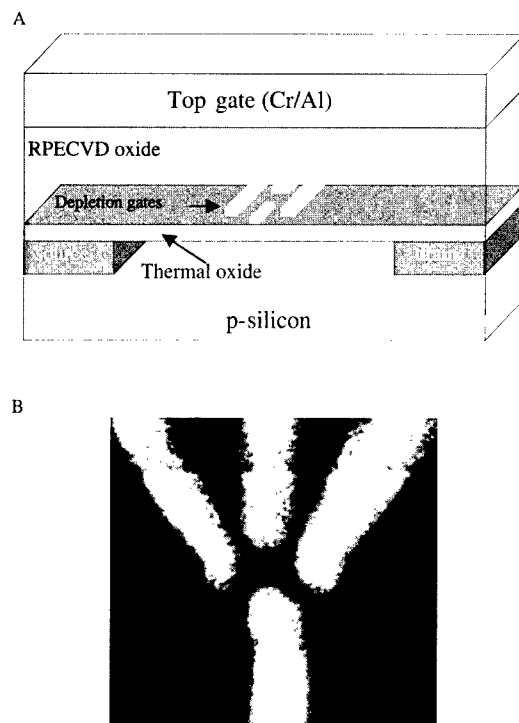 A
Top gate (Cr/Al)
RPECVD oxide
Depletion gates
Thermal oxide
p-silicon
B